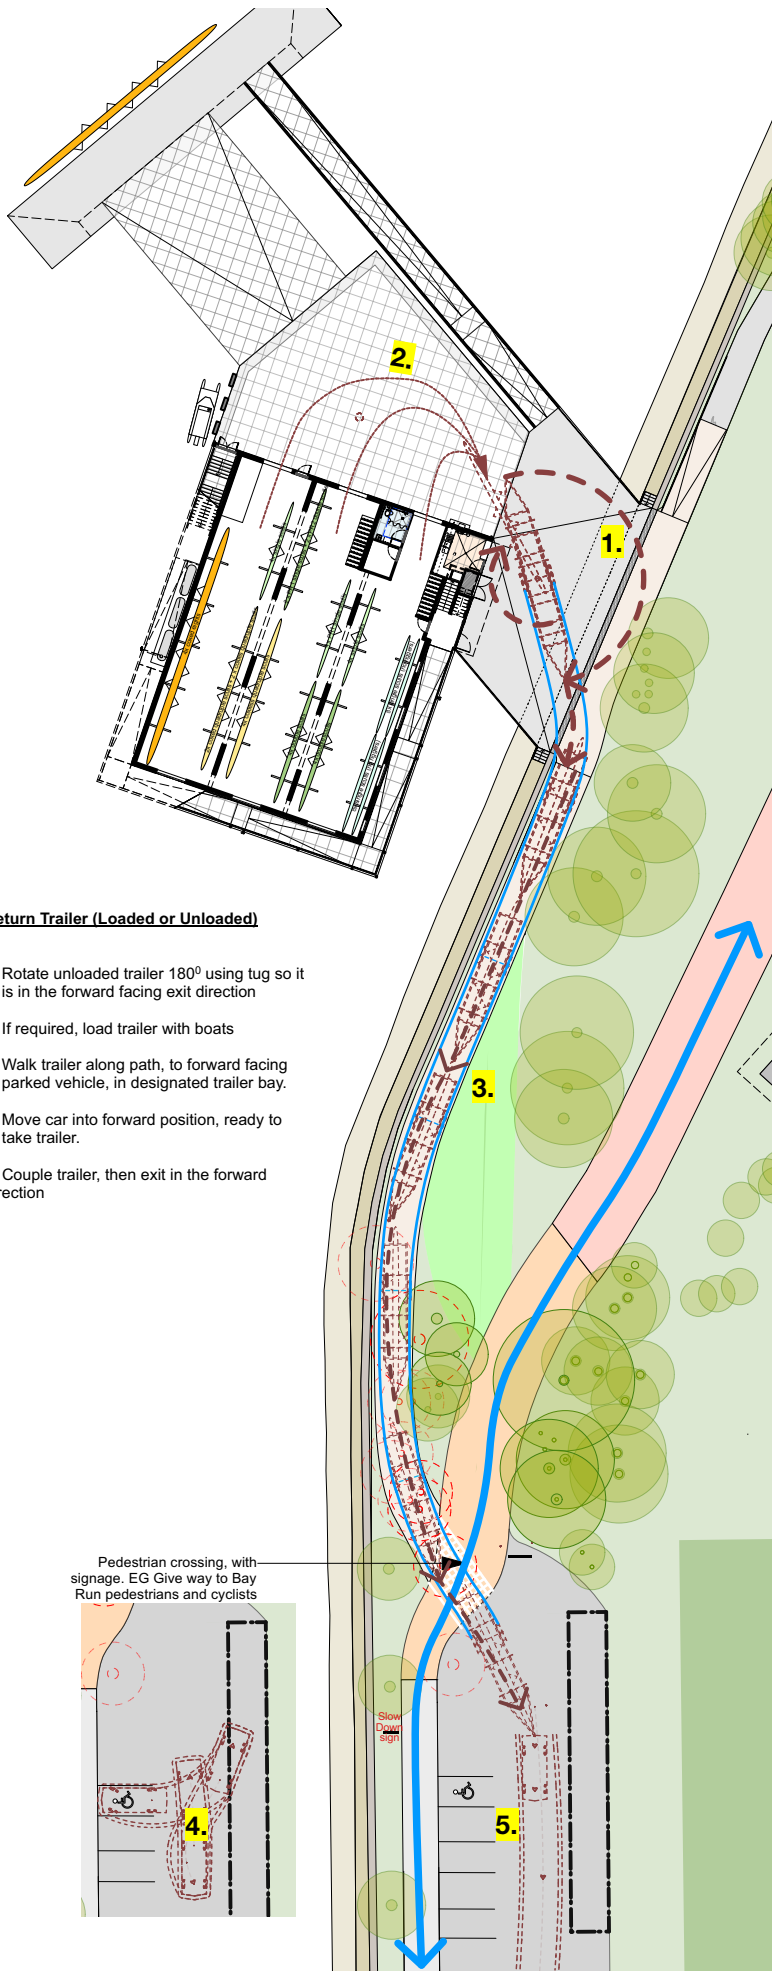 2.
1.
eturn Trailer (Loaded or Unloaded)
Rotate unloaded trailer 180⁰ using tug so it
is in the forward facing exit direction
If required, load trailer with boats
Walk trailer along path, to forward facing
parked vehicle, in designated trailer bay.
Move car into forward position, ready to
take trailer.
Couple trailer, then exit in the forward
rection
3.
Pedestrian crossing, with
signage. EG Give way to Bay
Run pedestrians and cyclists
Slow
Down
sign
4.
5.